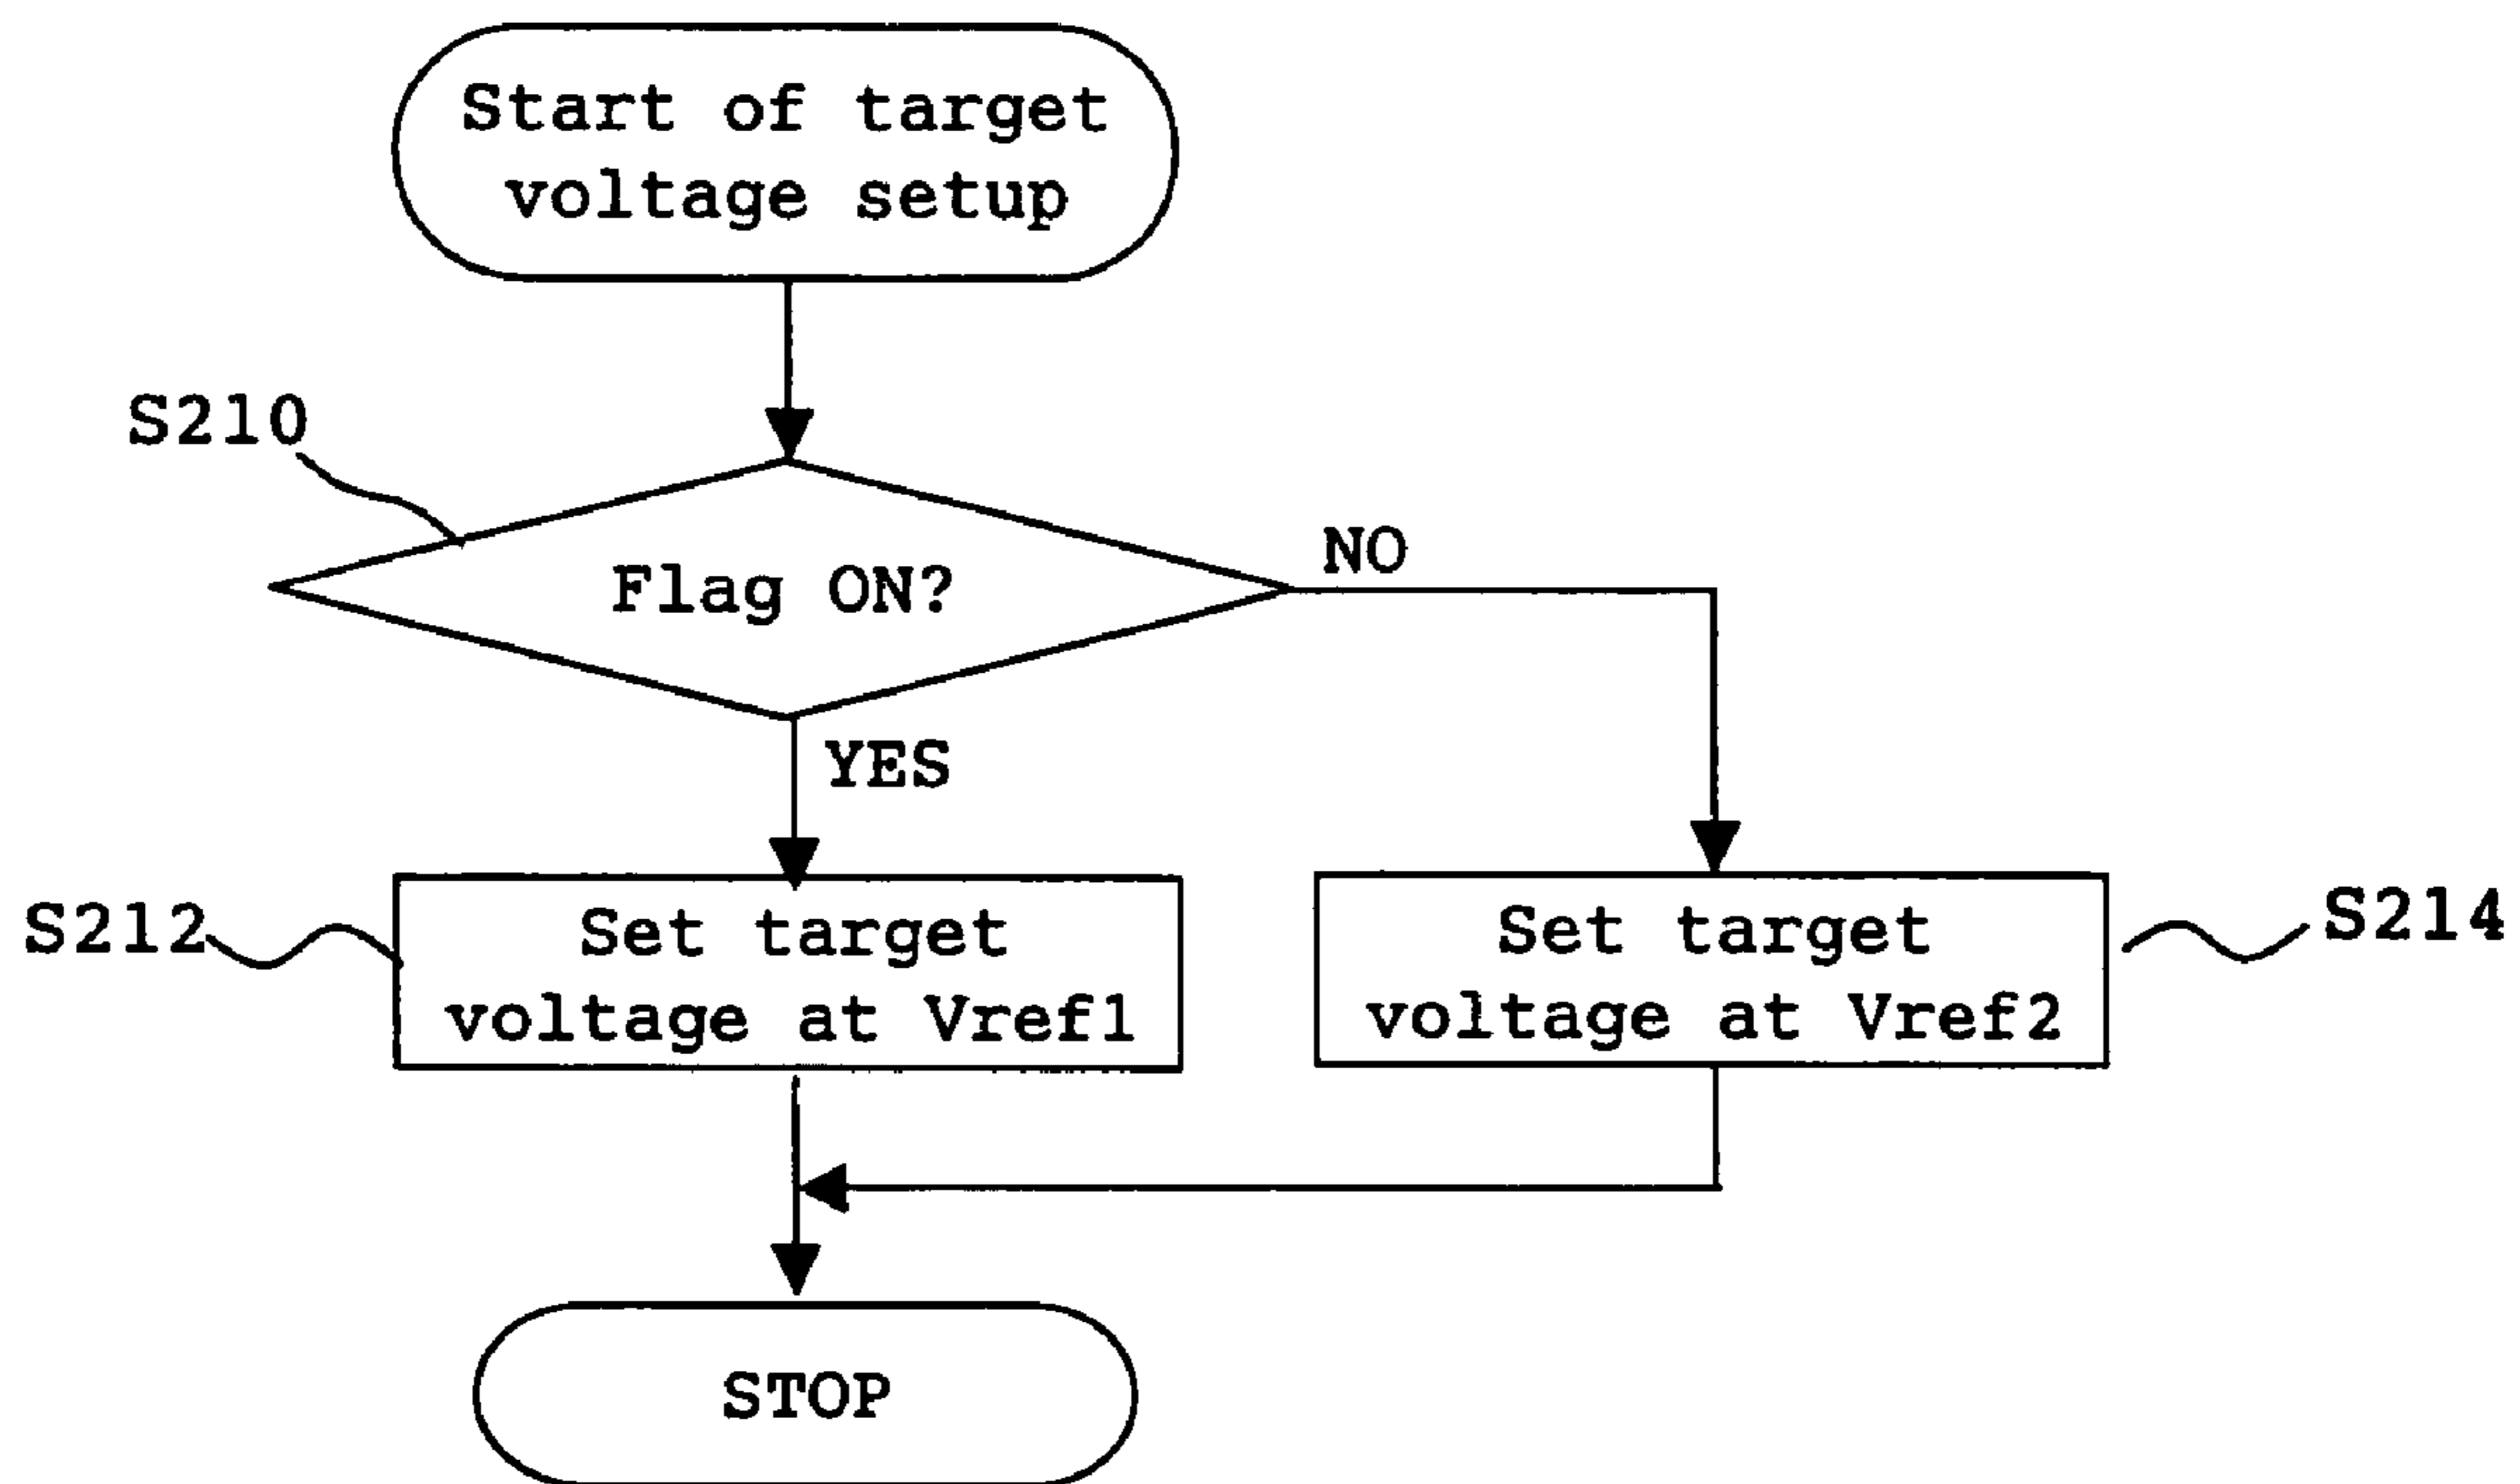 Start of target
voltage setup
S210
Flag ON?
NO
YES
S212
Set target
voltage at Vref1
Set target
voltage at Vref2
S214
STOP